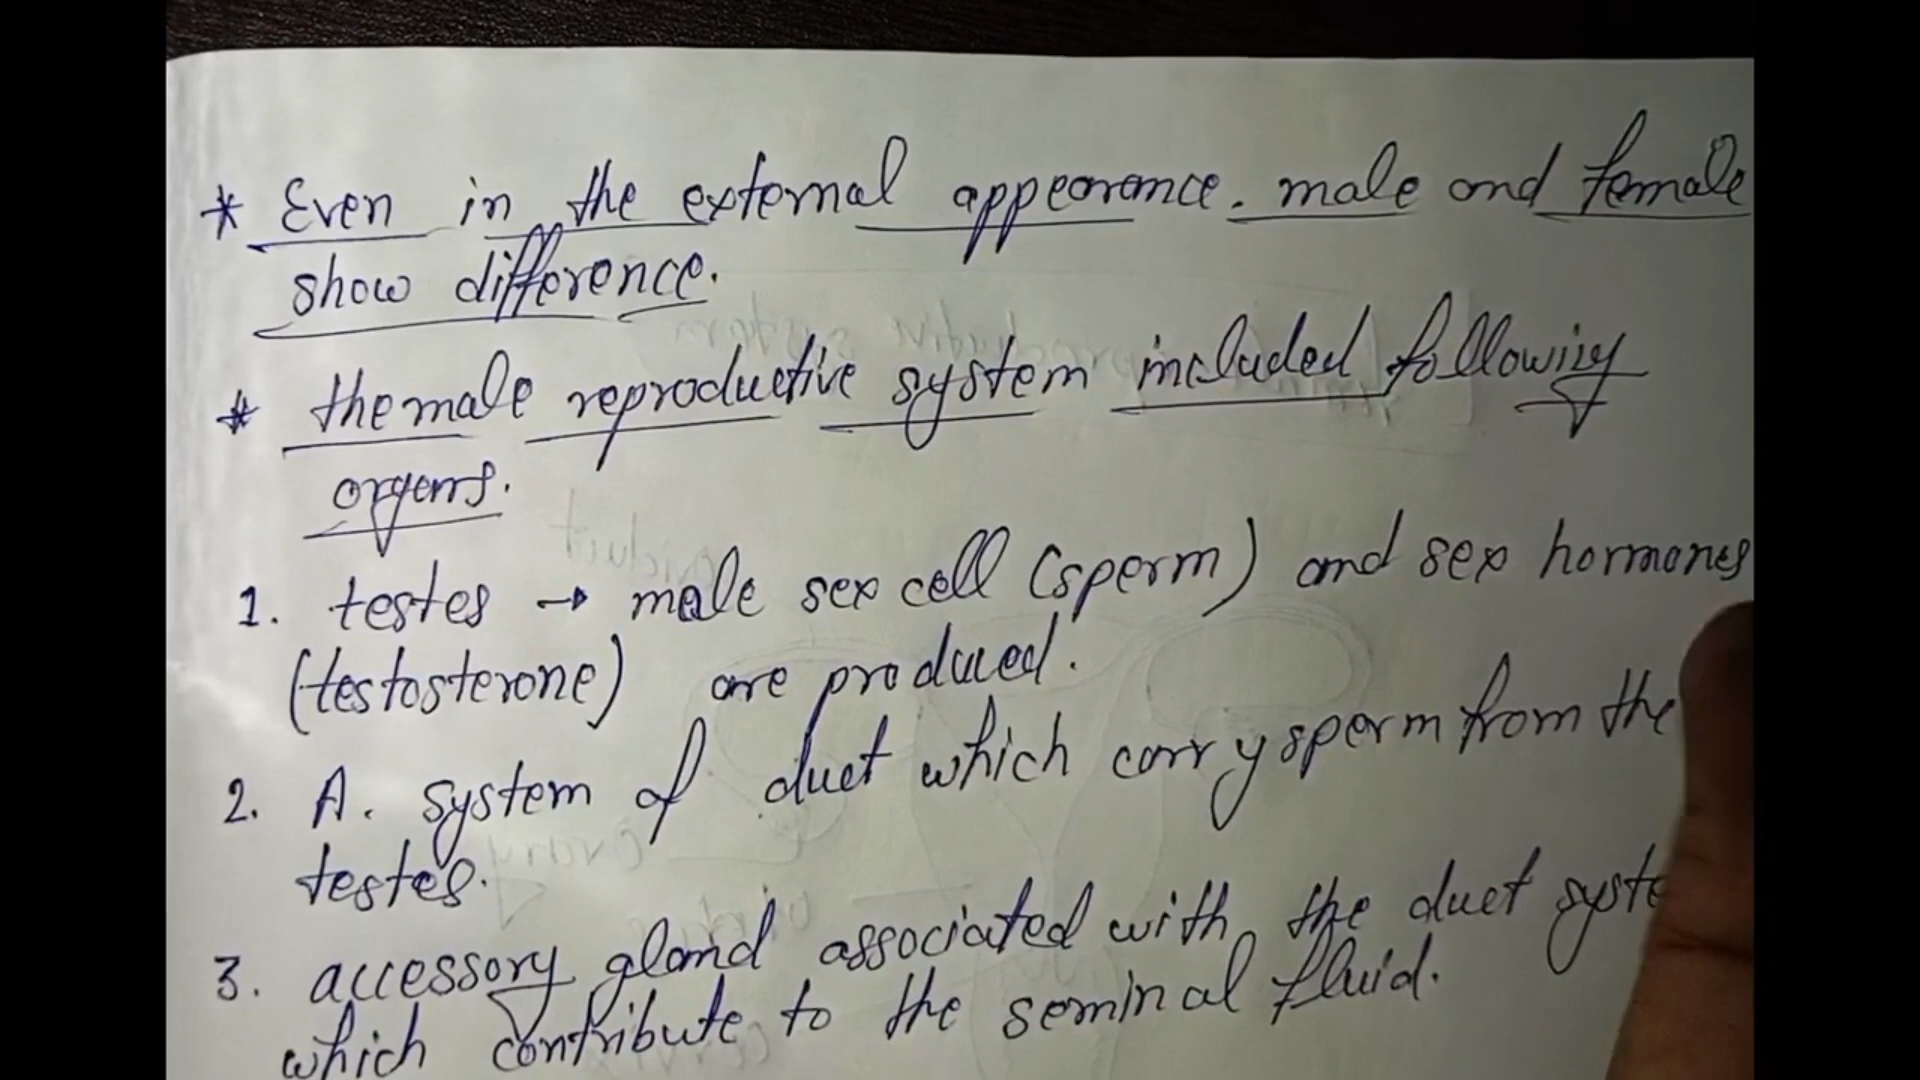 * Even in the external appearance. male and female
show difference.
* the male reproductive system included following
organs.
1. testes → male sex cell (sperm) and sex hormones
(testosterone) are produced.
2. A. system of duct which carry sperm from the
testes.
3. accessory gland associated with the duct syste
which contribute to the seminal fluid.